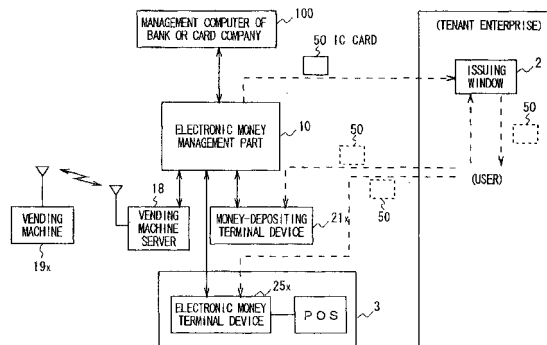 MANAGEMENT COMPUTER OF
BANK OR CARD COMPANY
100
50 IC CARD
(TENANT ENTERPRISE)
ISSUING
WINDOW
2
50
(USER)
ELECTRONIC MONEY
MANAGEMENT PART
10
50
50
VENDING
MACHINE
19x
18
VENDING
MACHINE
SERVER
MONEY-DEPOSITING
TERMINAL DEVICE
21x
25x
ELECTRONIC MONEY
TERMINAL DEVICE
POS
3